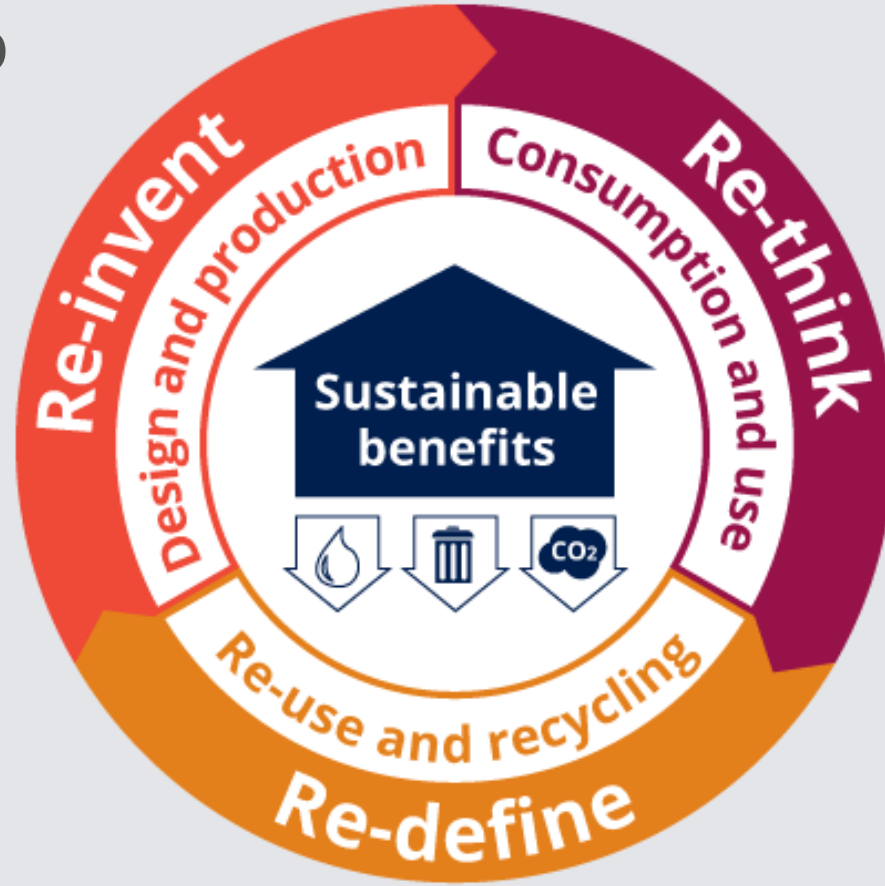 Re-invent
Design and production
Re-think
Consumption and use
Sustainable
benefits
CO₂
Re-use and recycling
Re-define